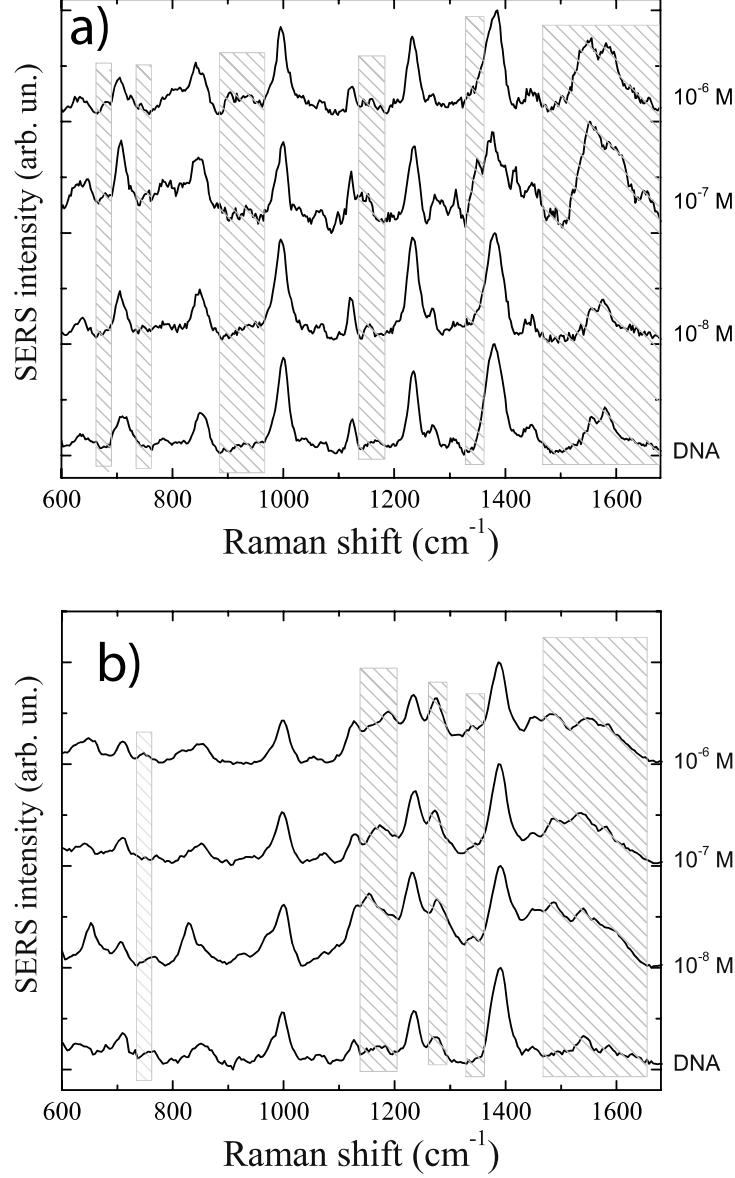 a)
SERS intensity (arb. un.)
10⁻⁶ M
10⁻⁷ M
10⁻⁸ M
DNA
600 800 1000 1200 1400 1600
Raman shift (cm⁻¹)
b)
SERS intensity (arb. un.)
10⁻⁶ M
10⁻⁷ M
10⁻⁸ M
DNA
600 800 1000 1200 1400 1600
Raman shift (cm⁻¹)